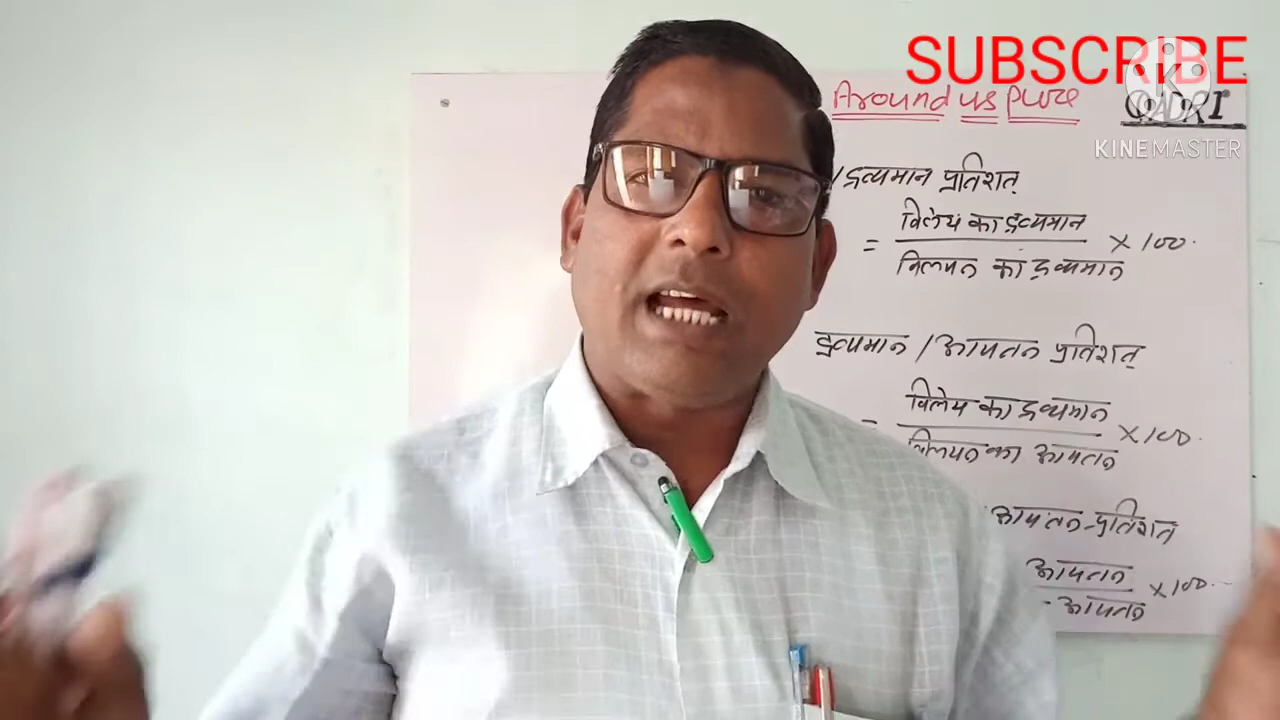 SUBSCRIBE
Around us pure
QADRI
KINEMASTER
/द्रव्यमान प्रतिशत्
= विलेय का द्रव्यमान × 100.
विलयन का द्रव्यमान
द्रव्यमान / आयतन प्रतिशत्
= विलेय का द्रव्यमान × 100.
विलयन का आयतन
आयतन-प्रतिशत
आयतन × 100.
आयतन